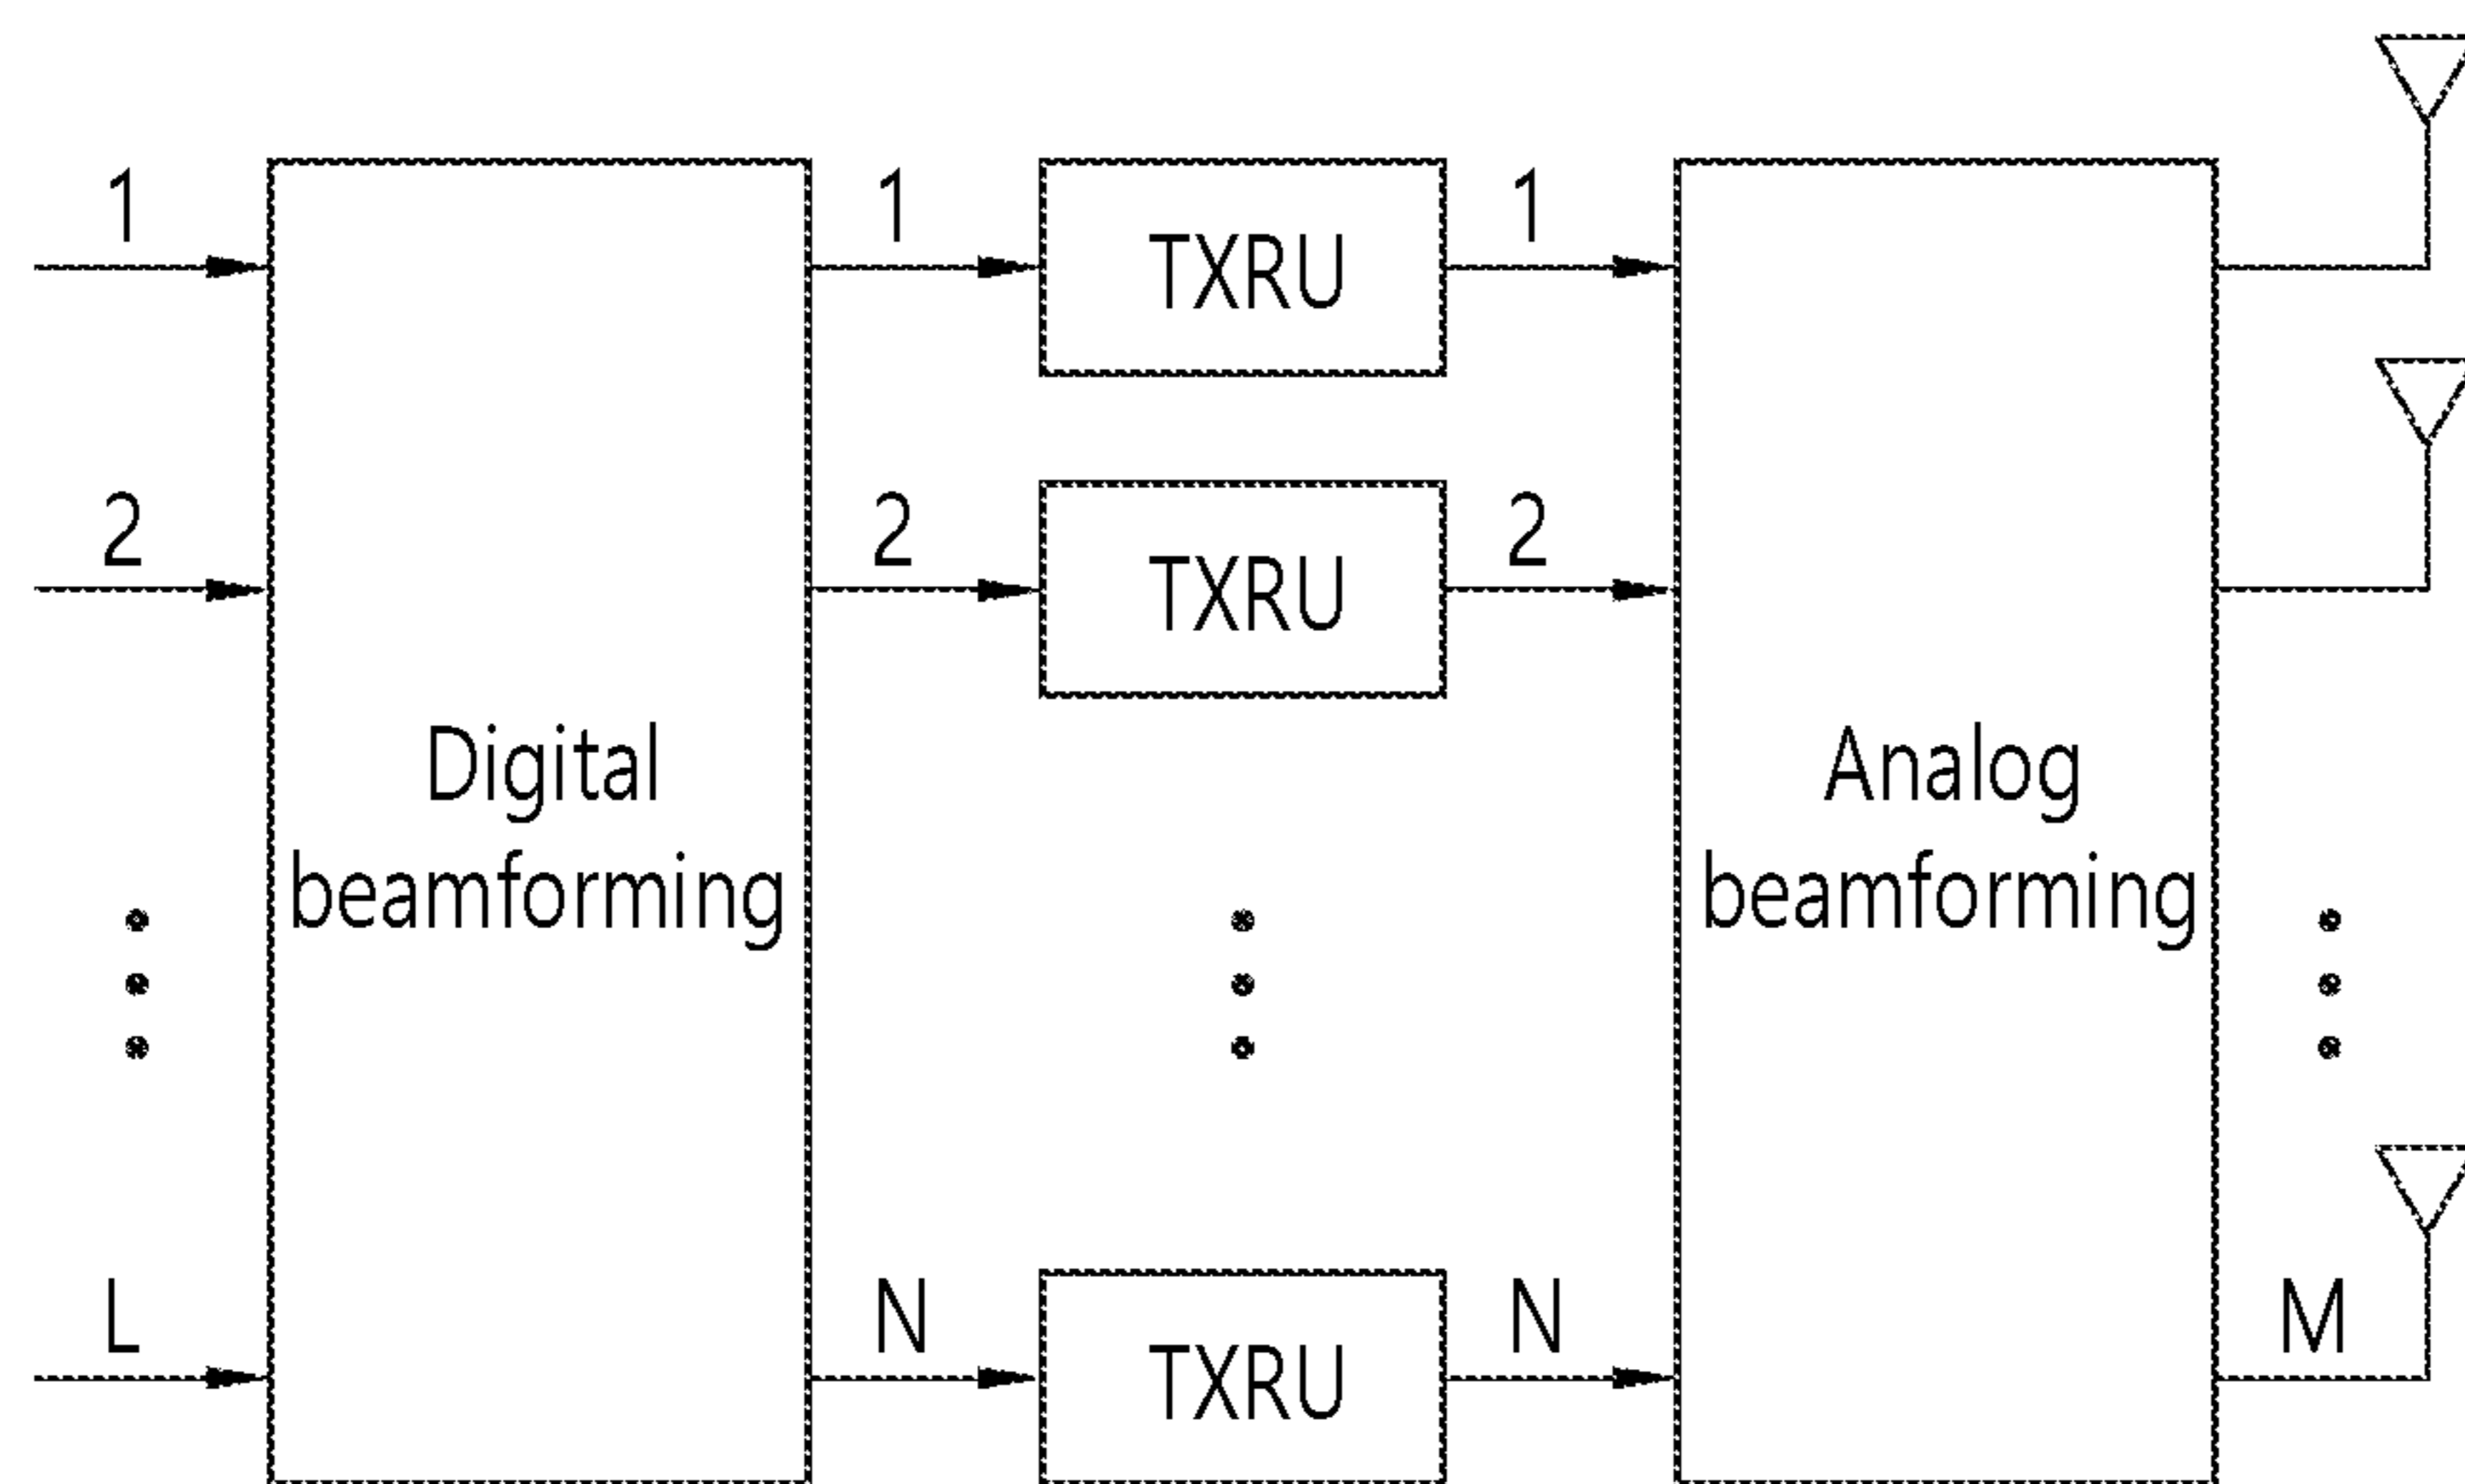 1
1
TXRU
1
2
2
TXRU
2
Digital
beamforming
Analog
beamforming
L
N
TXRU
N
M